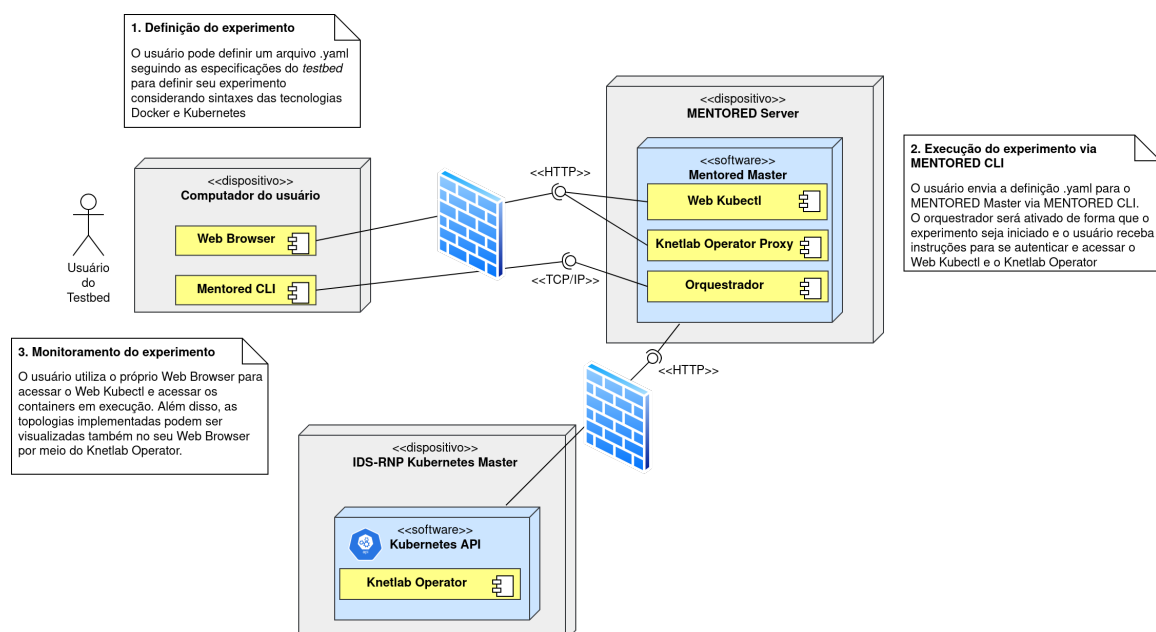 1. Definição do experimento
O usuário pode definir um arquivo .yaml
seguindo as especificações do testbed
para definir seu experimento
considerando sintaxes das tecnologias
Docker e Kubernetes
<<dispositivo>>
MENTORED Server
<<software>>
Mentored Master
Web Kubectl
Knetlab Operator Proxy
Orquestrador
2. Execução do experimento via
MENTORED CLI
O usuário envia a definição .yaml para o
MENTORED Master via MENTORED CLI.
O orquestrador será ativado de forma que o
experimento seja iniciado e o usuário receba
instruções para se autenticar e acessar o
Web Kubectl e o Knetlab Operator
<<dispositivo>>
Computador do usuário
Web Browser
Mentored CLI
Usuário
do
Testbed
<<HTTP>>
<<TCP/IP>>
<<HTTP>>
3. Monitoramento do experimento
O usuário utiliza o próprio Web Browser para
acessar o Web Kubectl e acessar os
containers em execução. Além disso, as
topologias implementadas podem ser
visualizadas também no seu Web Browser
por meio do Knetlab Operator.
<<dispositivo>>
IDS-RNP Kubernetes Master
<<software>>
Kubernetes API
Knetlab Operator